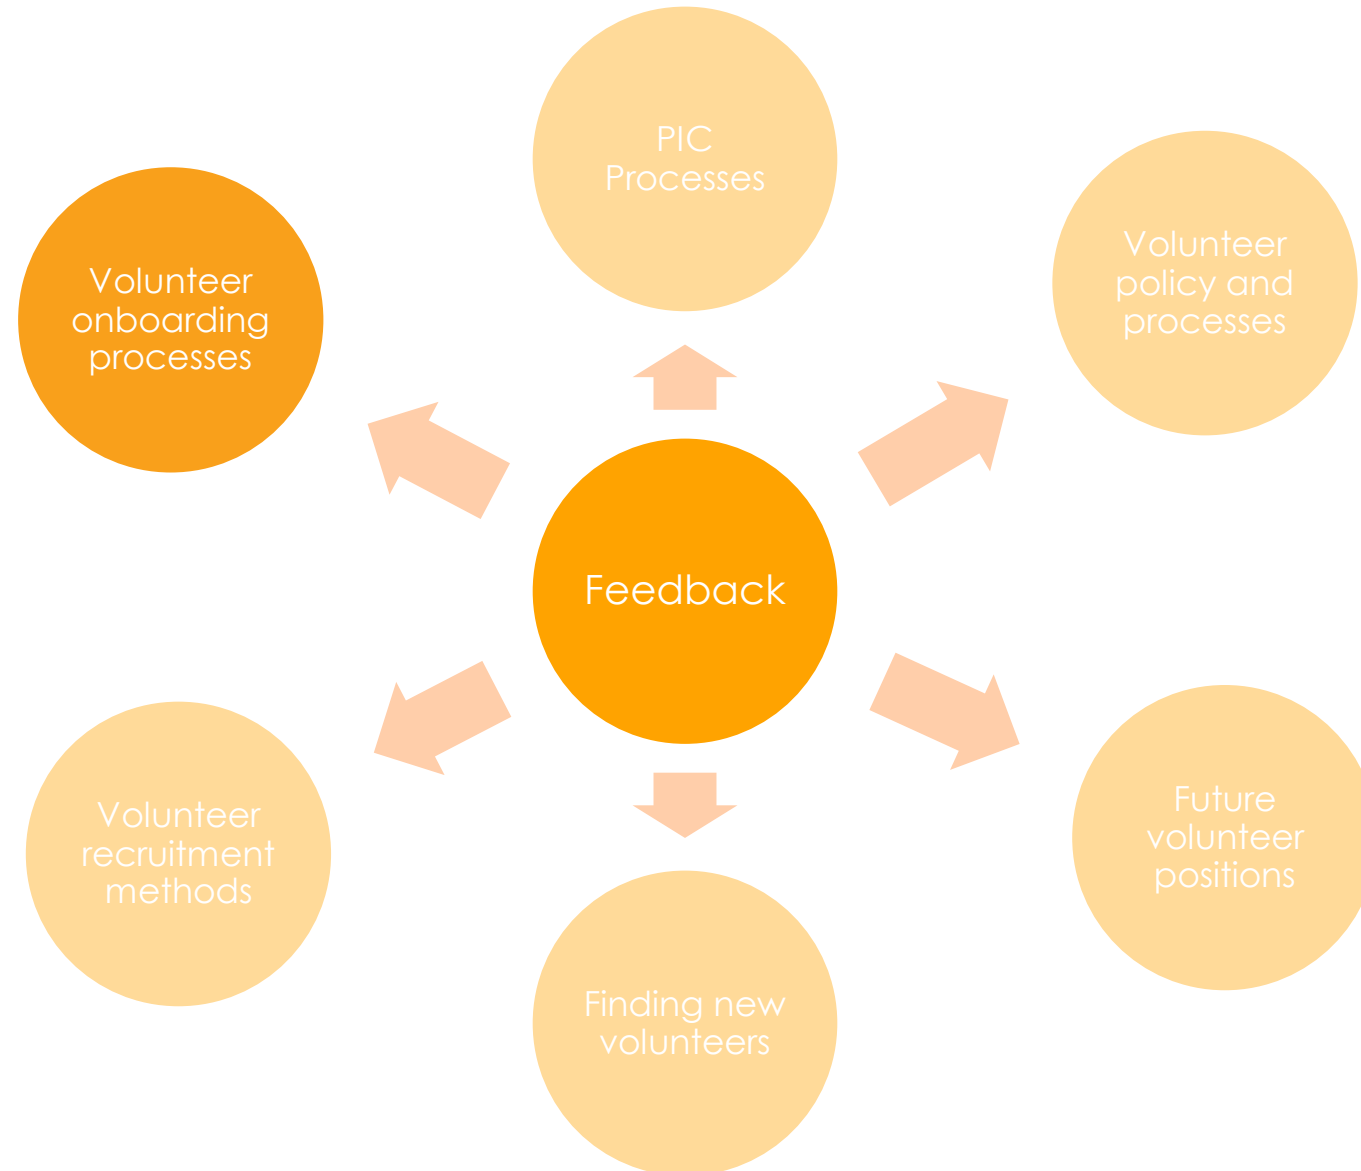 PIC
Processes
Volunteer
policy and
processes
Volunteer
onboarding
processes
Feedback
Future
volunteer
positions
Volunteer
recruitment
methods
Finding new
volunteers